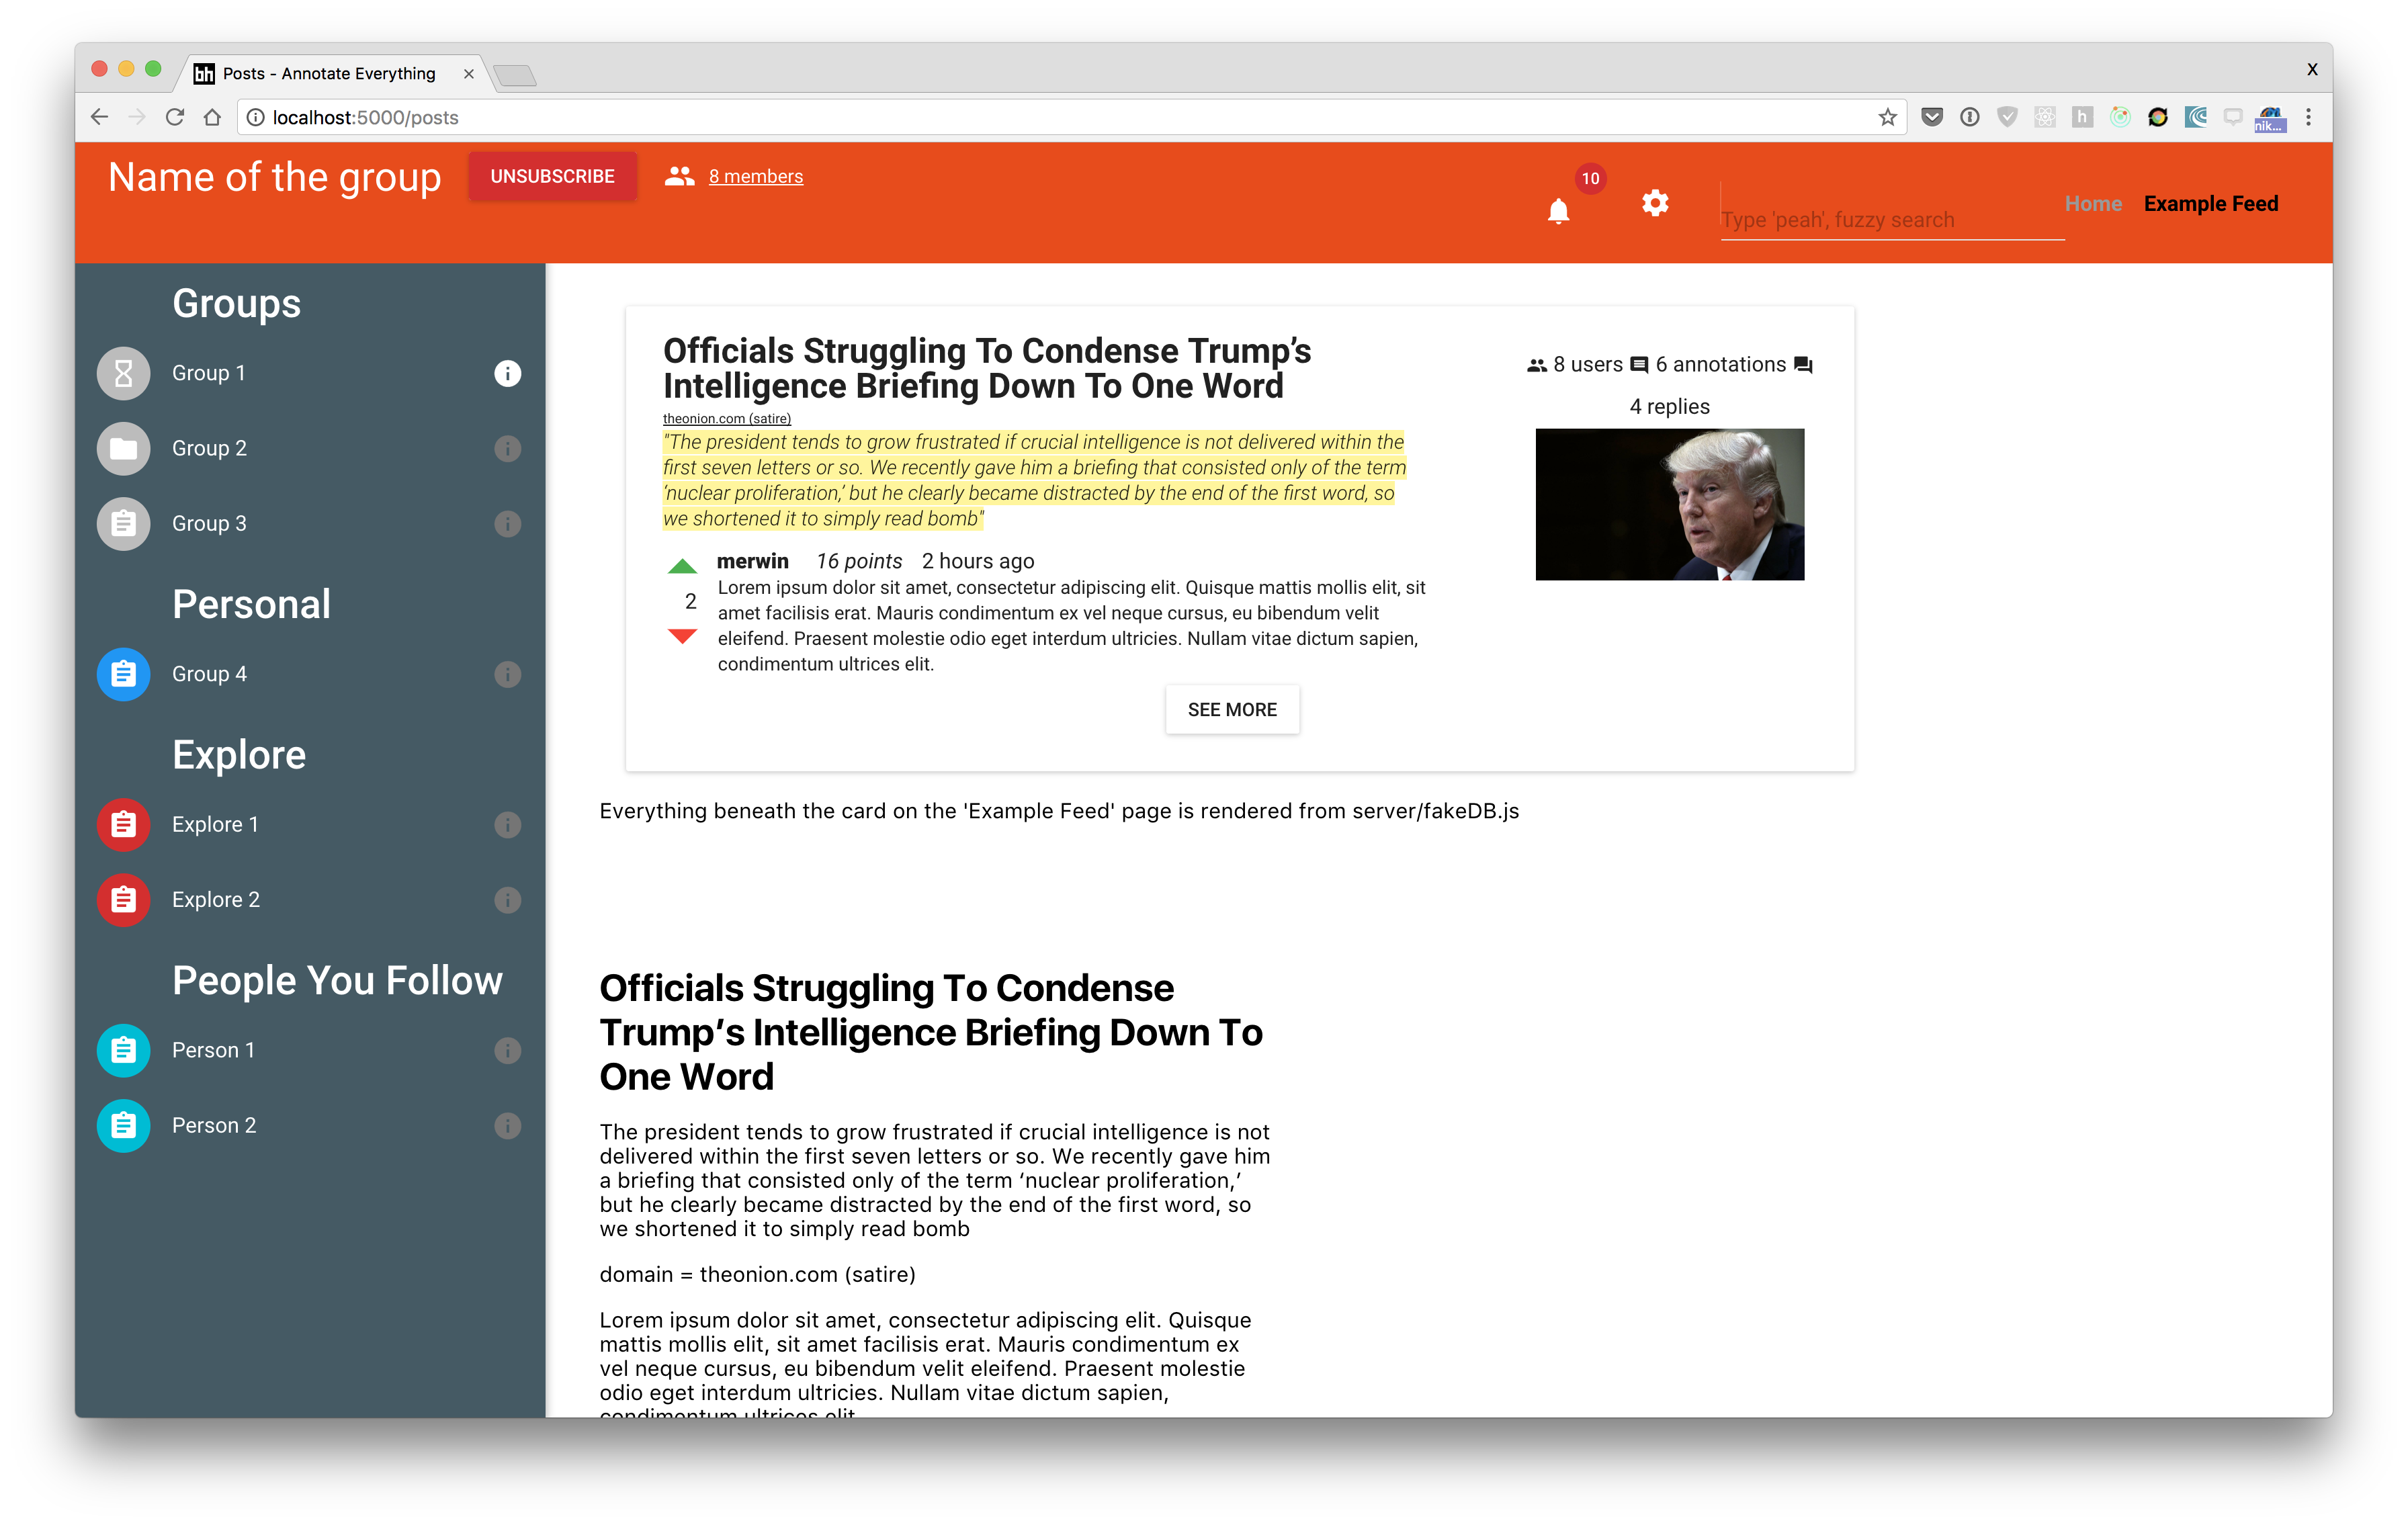 bh Posts - Annotate Everything
X
localhost:5000/posts
h
nik...
Name of the group
UNSUBSCRIBE
8 members
10
Type 'peah', fuzzy search
Home
Example Feed
Groups
Group 1
Group 2
Group 3
Personal
Group 4
Explore
Explore 1
Explore 2
People You Follow
Person 1
Person 2
Officials Struggling To Condense Trump’s
Intelligence Briefing Down To One Word
theonion.com (satire)
"The president tends to grow frustrated if crucial intelligence is not delivered within the
first seven letters or so. We recently gave him a briefing that consisted only of the term
‘nuclear proliferation,’ but he clearly became distracted by the end of the first word, so
we shortened it to simply read bomb"
merwin 16 points 2 hours ago
2
Lorem ipsum dolor sit amet, consectetur adipiscing elit. Quisque mattis mollis elit, sit
amet facilisis erat. Mauris condimentum ex vel neque cursus, eu bibendum velit
eleifend. Praesent molestie odio eget interdum ultricies. Nullam vitae dictum sapien,
condimentum ultrices elit.
SEE MORE
8 users 6 annotations
4 replies
Everything beneath the card on the 'Example Feed' page is rendered from server/fakeDB.js
Officials Struggling To Condense
Trump’s Intelligence Briefing Down To
One Word
The president tends to grow frustrated if crucial intelligence is not
delivered within the first seven letters or so. We recently gave him
a briefing that consisted only of the term ‘nuclear proliferation,’
but he clearly became distracted by the end of the first word, so
we shortened it to simply read bomb
domain = theonion.com (satire)
Lorem ipsum dolor sit amet, consectetur adipiscing elit. Quisque
mattis mollis elit, sit amet facilisis erat. Mauris condimentum ex
vel neque cursus, eu bibendum velit eleifend. Praesent molestie
odio eget interdum ultricies. Nullam vitae dictum sapien,
condimentum ultrices elit.